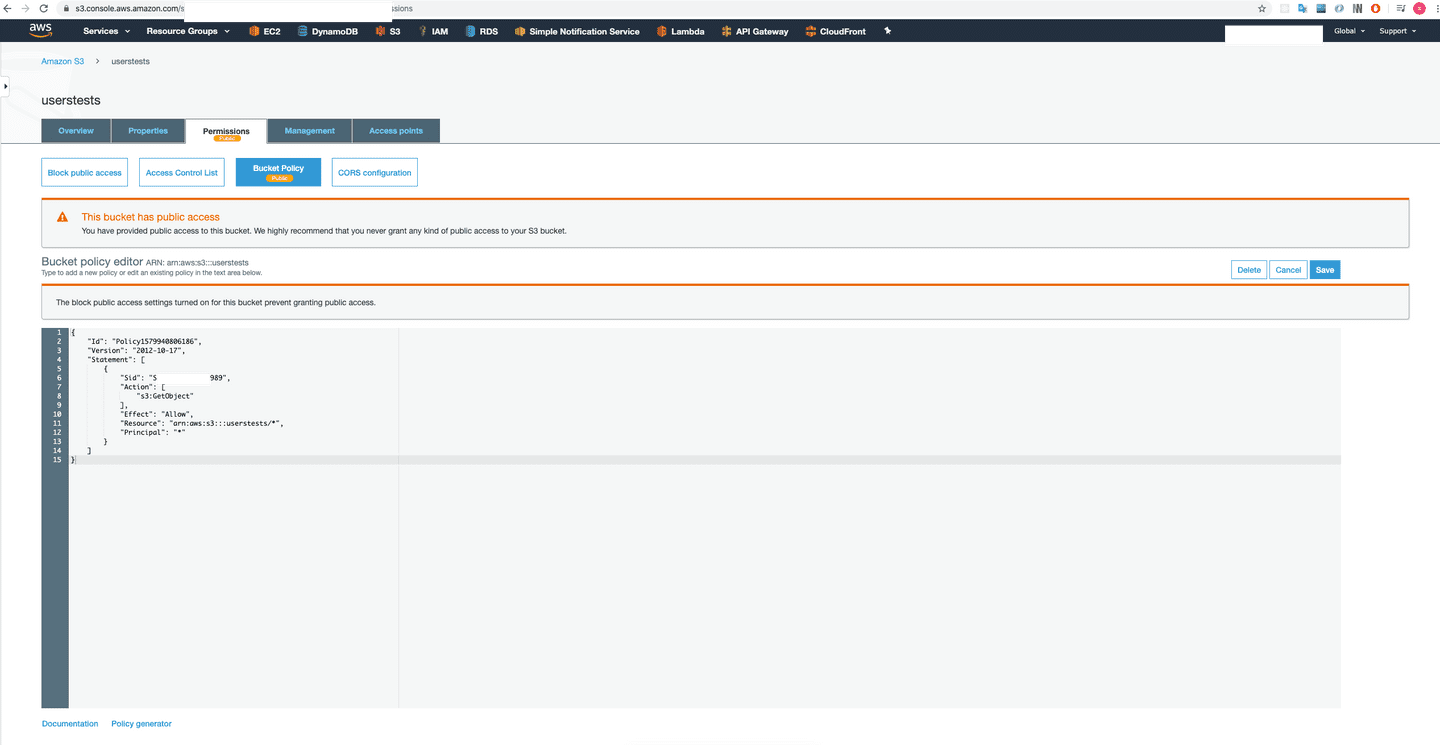 s3.console.aws.amazon.com/s ssions
aws Services Resource Groups EC2 DynamoDB S3 IAM RDS Simple Notification Service Lambda API Gateway CloudFront Global Support
Amazon S3 > userstests
userstests
Overview Properties Permissions Management Access points
Public
Block public access Access Control List Bucket Policy CORS configuration
Public
This bucket has public access
You have provided public access to this bucket. We highly recommend that you never grant any kind of public access to your S3 bucket.
Bucket policy editor ARN: arn:aws:s3:::userstests
Type to add a new policy or edit an existing policy in the text area below.
Delete Cancel Save
The block public access settings turned on for this bucket prevent granting public access.
1 {
2 "Id": "Policy1579940806186",
3 "Version": "2012-10-17",
4 "Statement": [
5 {
6 "Sid": "S 989",
7 "Action": [
8 "s3:GetObject"
9 ],
10 "Effect": "Allow",
11 "Resource": "arn:aws:s3:::userstests/*",
12 "Principal": "*"
13 }
14 ]
15 }
Documentation Policy generator